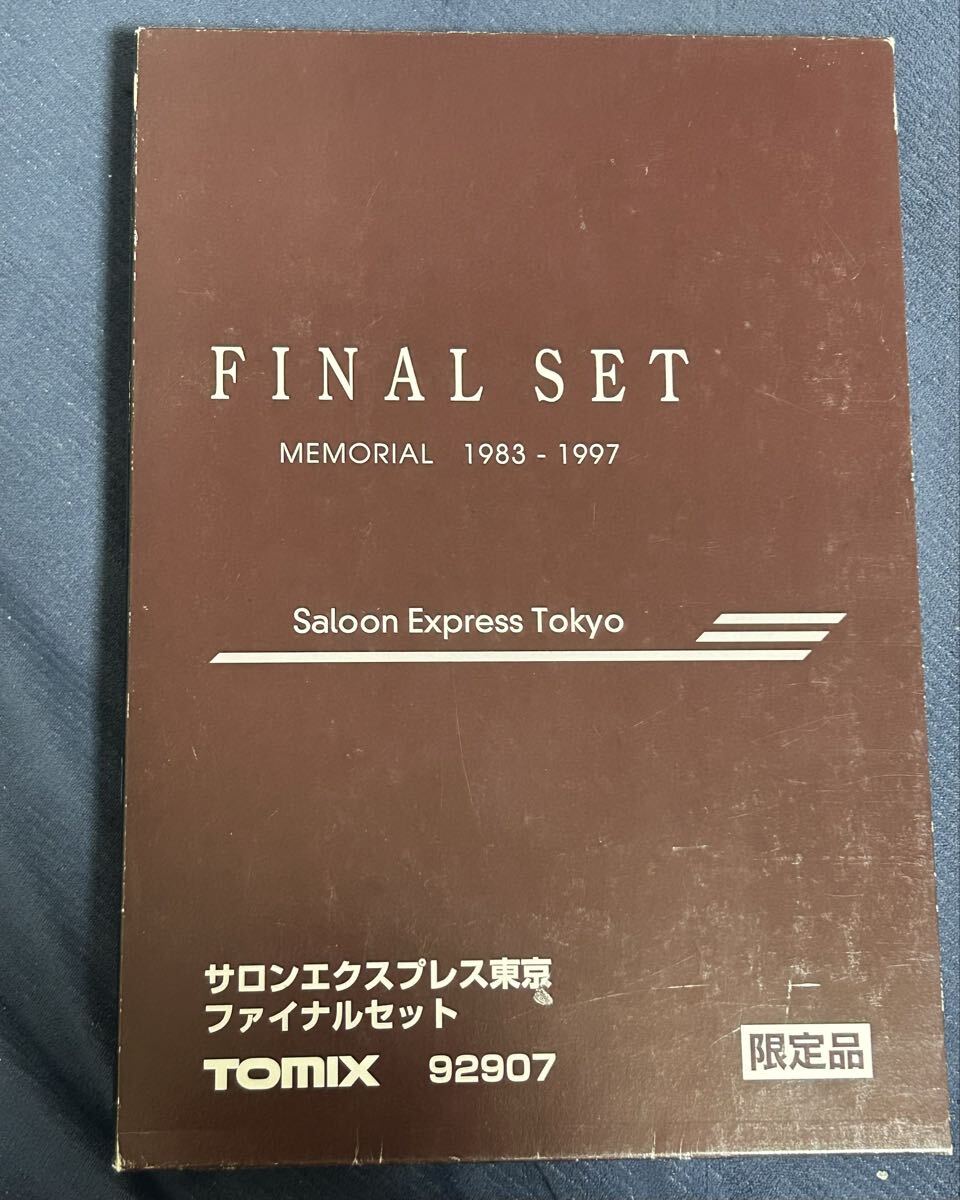 FINAL SET
MEMORIAL 1983 - 1997
Saloon Express Tokyo
サロンエクスプレス東京
ファイナルセット
TOMIX 92907
限定品